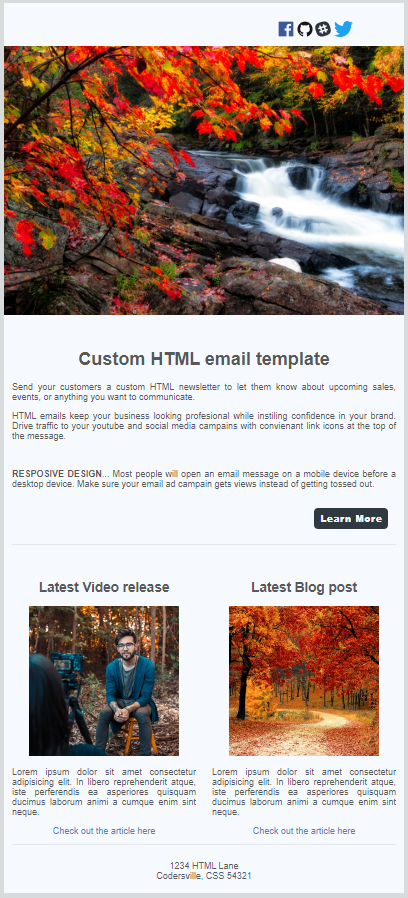 Custom HTML email template
Send your customers a custom HTML newsletter to let them know about upcoming sales,
events, or anything you want to communicate.
HTML emails keep your business looking profesional while instiling confidence in your brand.
Drive traffic to your youtube and social media campains with convienant link icons at the top of
the message.
RESPOSIVE DESIGN... Most people will open an email message on a mobile device before a
desktop device. Make sure your email ad campain gets views instead of getting tossed out.
Learn More
Latest Video release
Lorem ipsum dolor sit amet consectetur
adipisicing elit. In libero reprehenderit atque,
iste perferendis ea asperiores quisquam
ducimus laborum animi a cumque enim sint
neque.
Check out the article here
Latest Blog post
Lorem ipsum dolor sit amet consectetur
adipisicing elit. In libero reprehenderit atque,
iste perferendis ea asperiores quisquam
ducimus laborum animi a cumque enim sint
neque.
Check out the article here
1234 HTML Lane
Codersville, CSS 54321